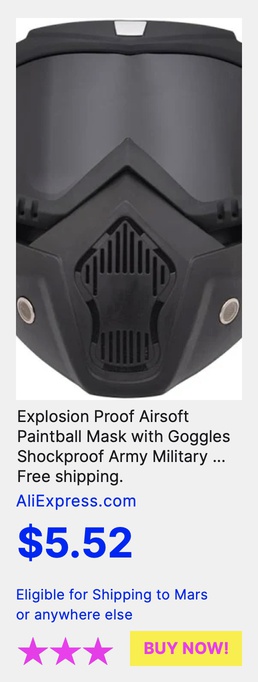 Explosion Proof Airsoft
Paintball Mask with Goggles
Shockproof Army Military ...
Free shipping.
AliExpress.com
$5.52
Eligible for Shipping to Mars
or anywhere else
BUY NOW!